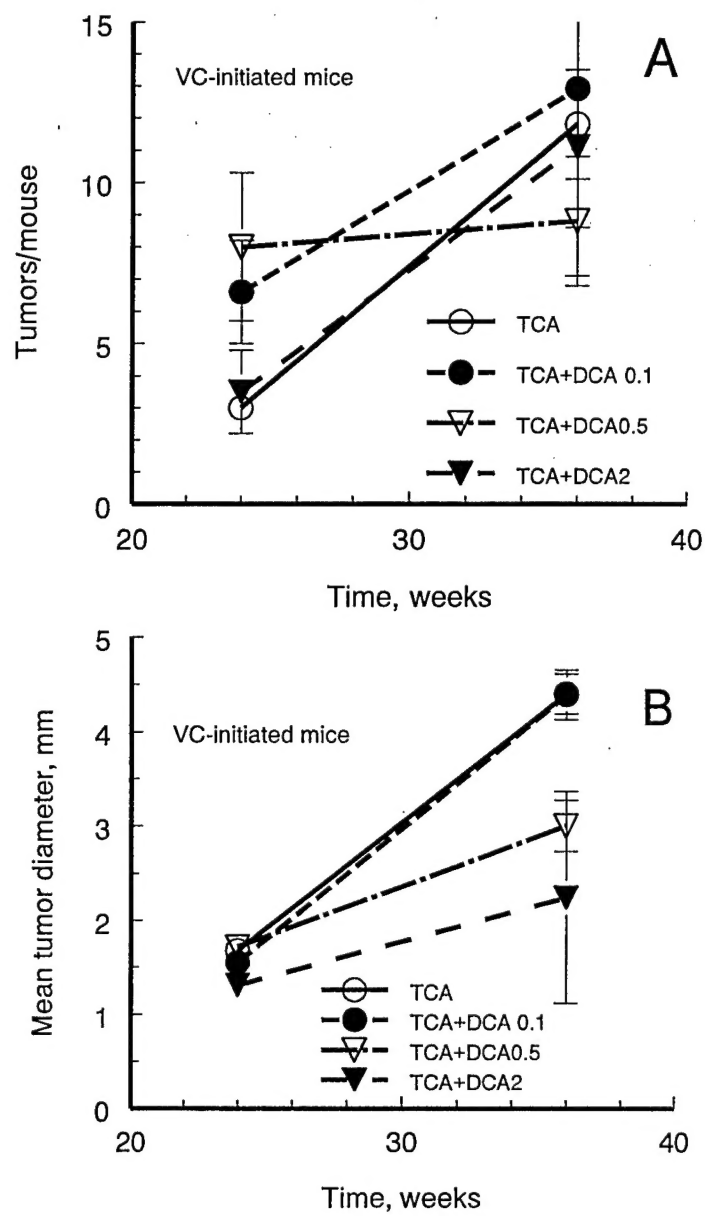 15
A
VC-initiated mice
10
Tumors/mouse
5
TCA
TCA+DCA 0.1
TCA+DCA0.5
TCA+DCA2
0
20 30 40
Time, weeks
5
B
VC-initiated mice
4
3
Mean tumor diameter, mm
2
1
TCA
TCA+DCA 0.1
TCA+DCA0.5
TCA+DCA2
0
20 30 40
Time, weeks